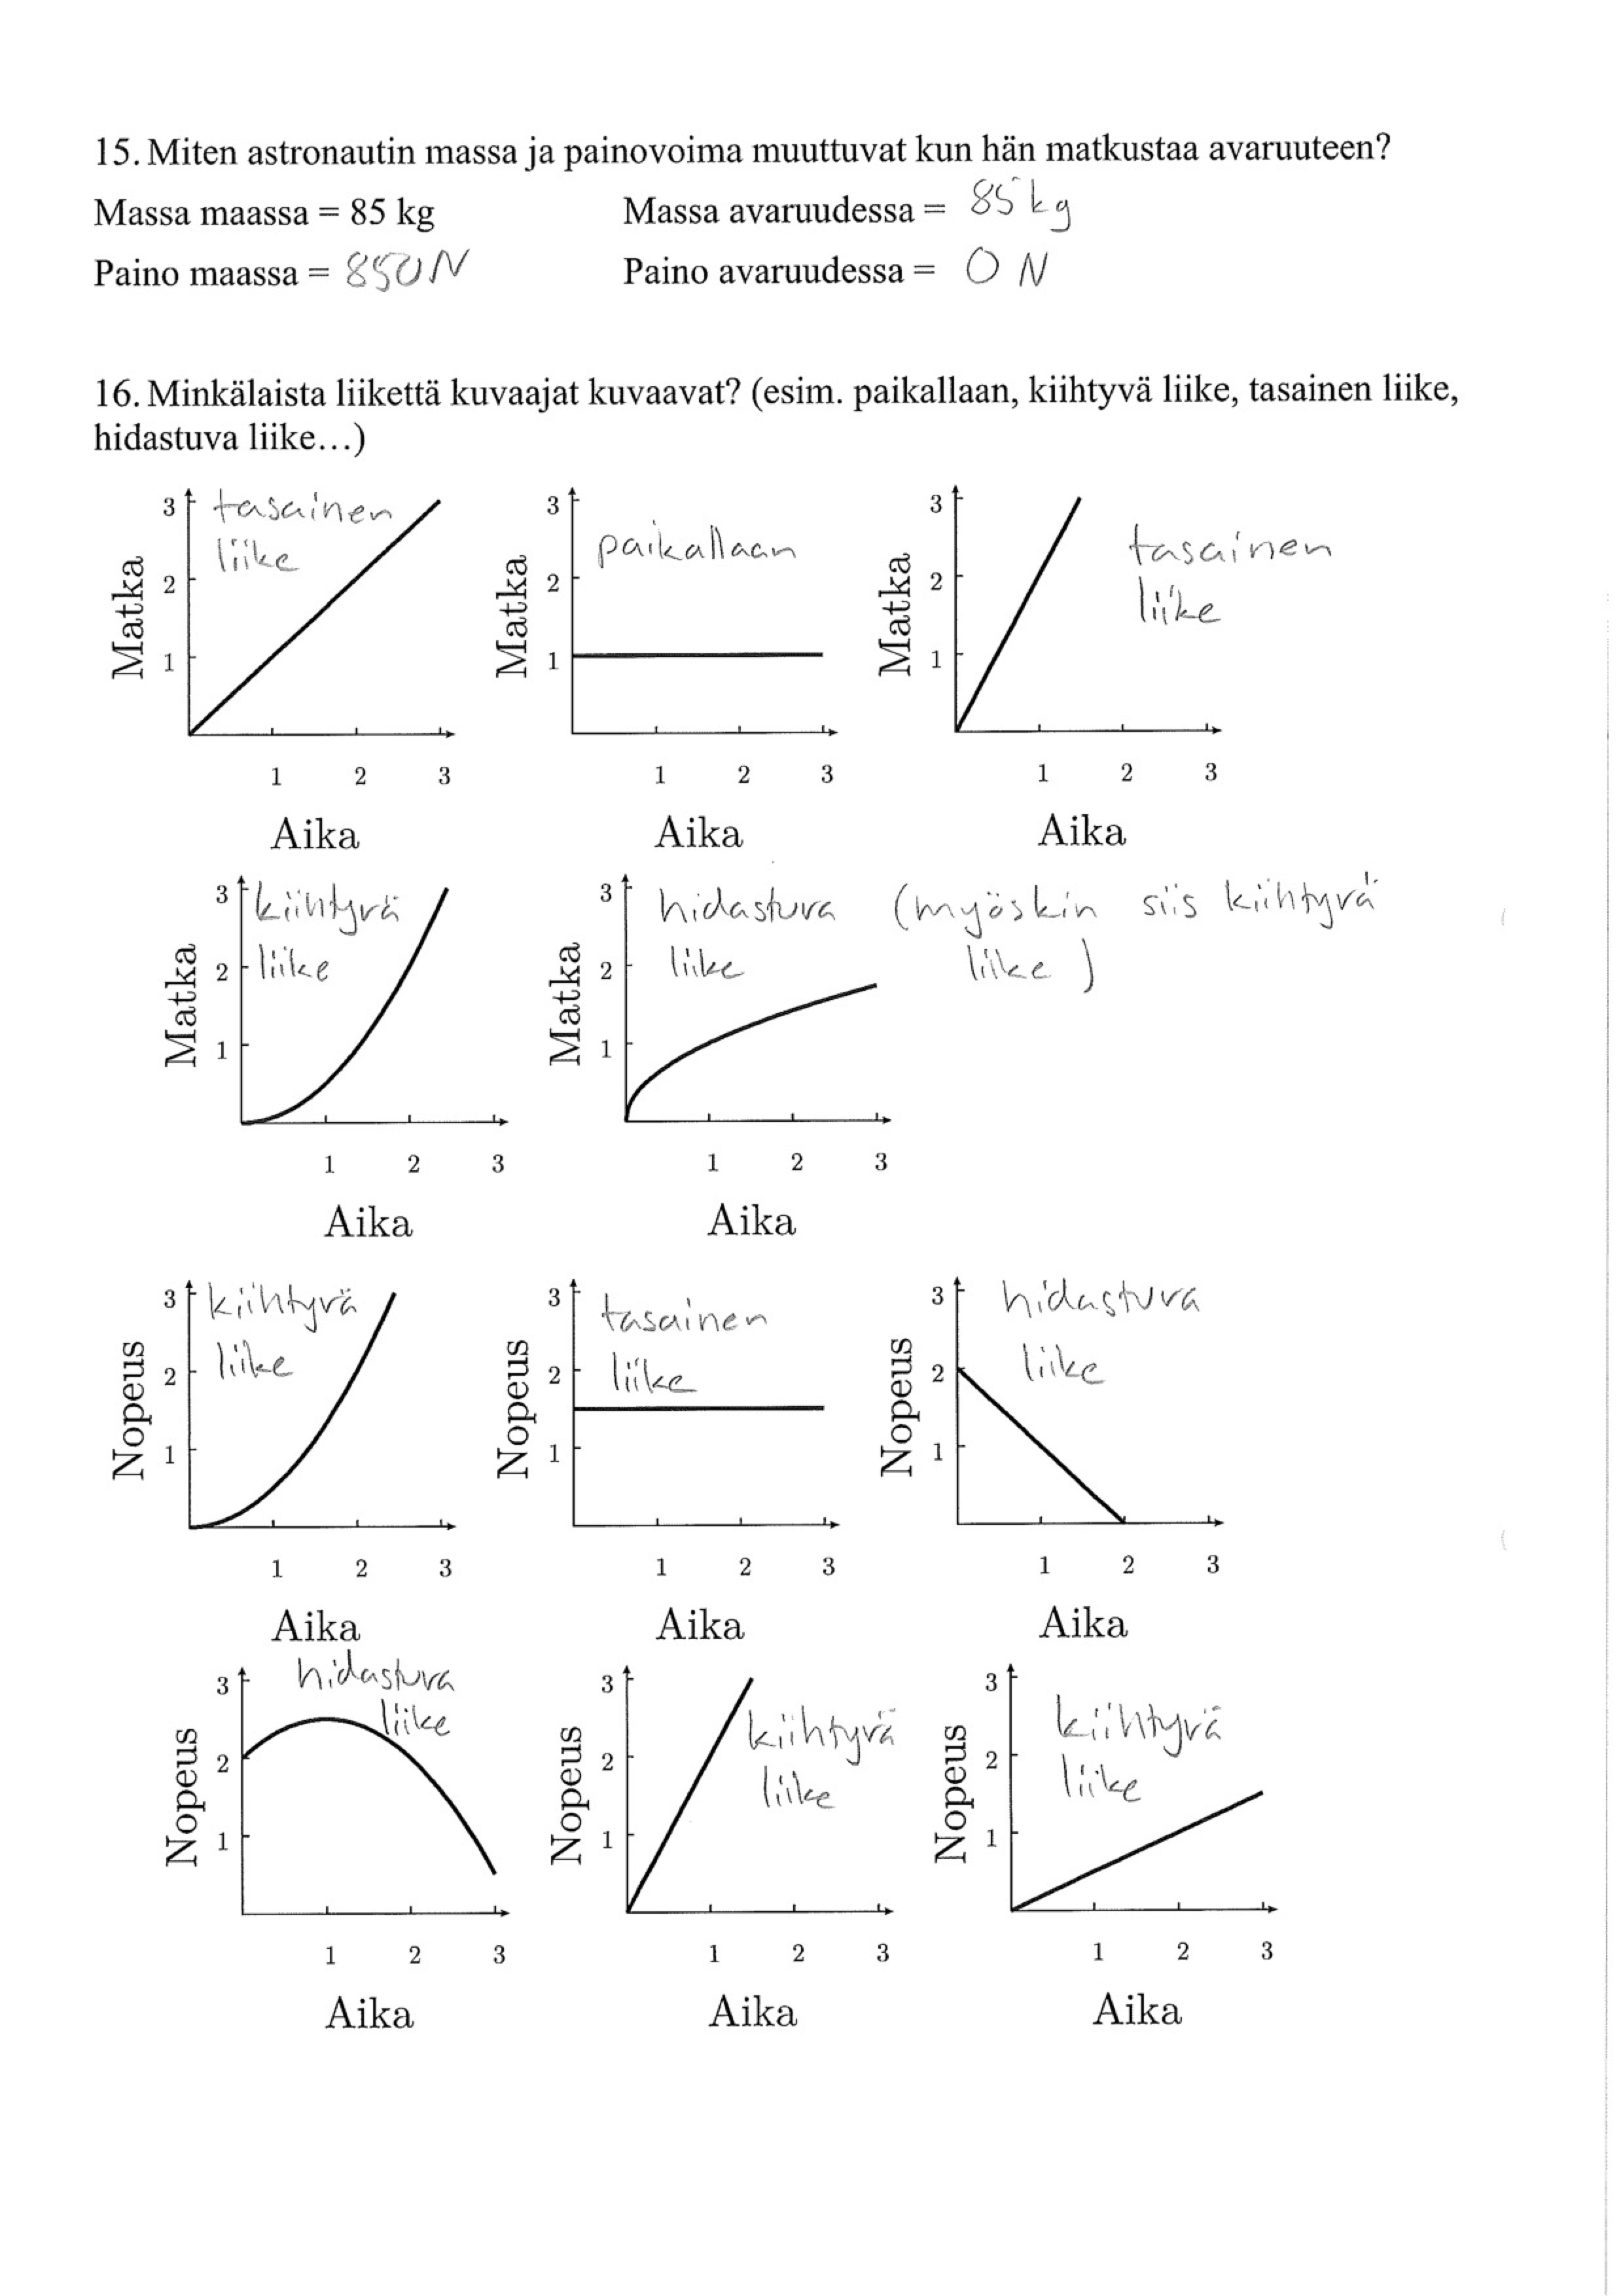 15. Miten astronautin massa ja painovoima muuttuvat kun hän matkustaa avaruuteen?
Massa maassa = 85 kg
Massa avaruudessa = 85 kg
Paino maassa = 850 N
Paino avaruudessa = 0 N
16. Minkälaista liikettä kuvaajat kuvaavat? (esim. paikallaan, kiihtyvä liike, tasainen liike,
hidastuva liike...)
tasainen
liike
Matka
3
2
1
1 2 3
Aika
paikallaan
Matka
3
2
1
1 2 3
Aika
tasainen
liike
Matka
3
2
1
1 2 3
Aika
kiihtyvä
liike
Matka
3
2
1
1 2 3
Aika
hidastuva (myöskin siis kiihtyvä
liike liike)
Matka
3
2
1
1 2 3
Aika
kiihtyvä
liike
Nopeus
3
2
1
1 2 3
Aika
tasainen
liike
Nopeus
3
2
1
1 2 3
Aika
hidastuva
liike
Nopeus
3
2
1
1 2 3
Aika
hidastuva
liike
Nopeus
3
2
1
1 2 3
Aika
kiihtyvä
liike
Nopeus
3
2
1
1 2 3
Aika
kiihtyvä
liike
Nopeus
3
2
1
1 2 3
Aika